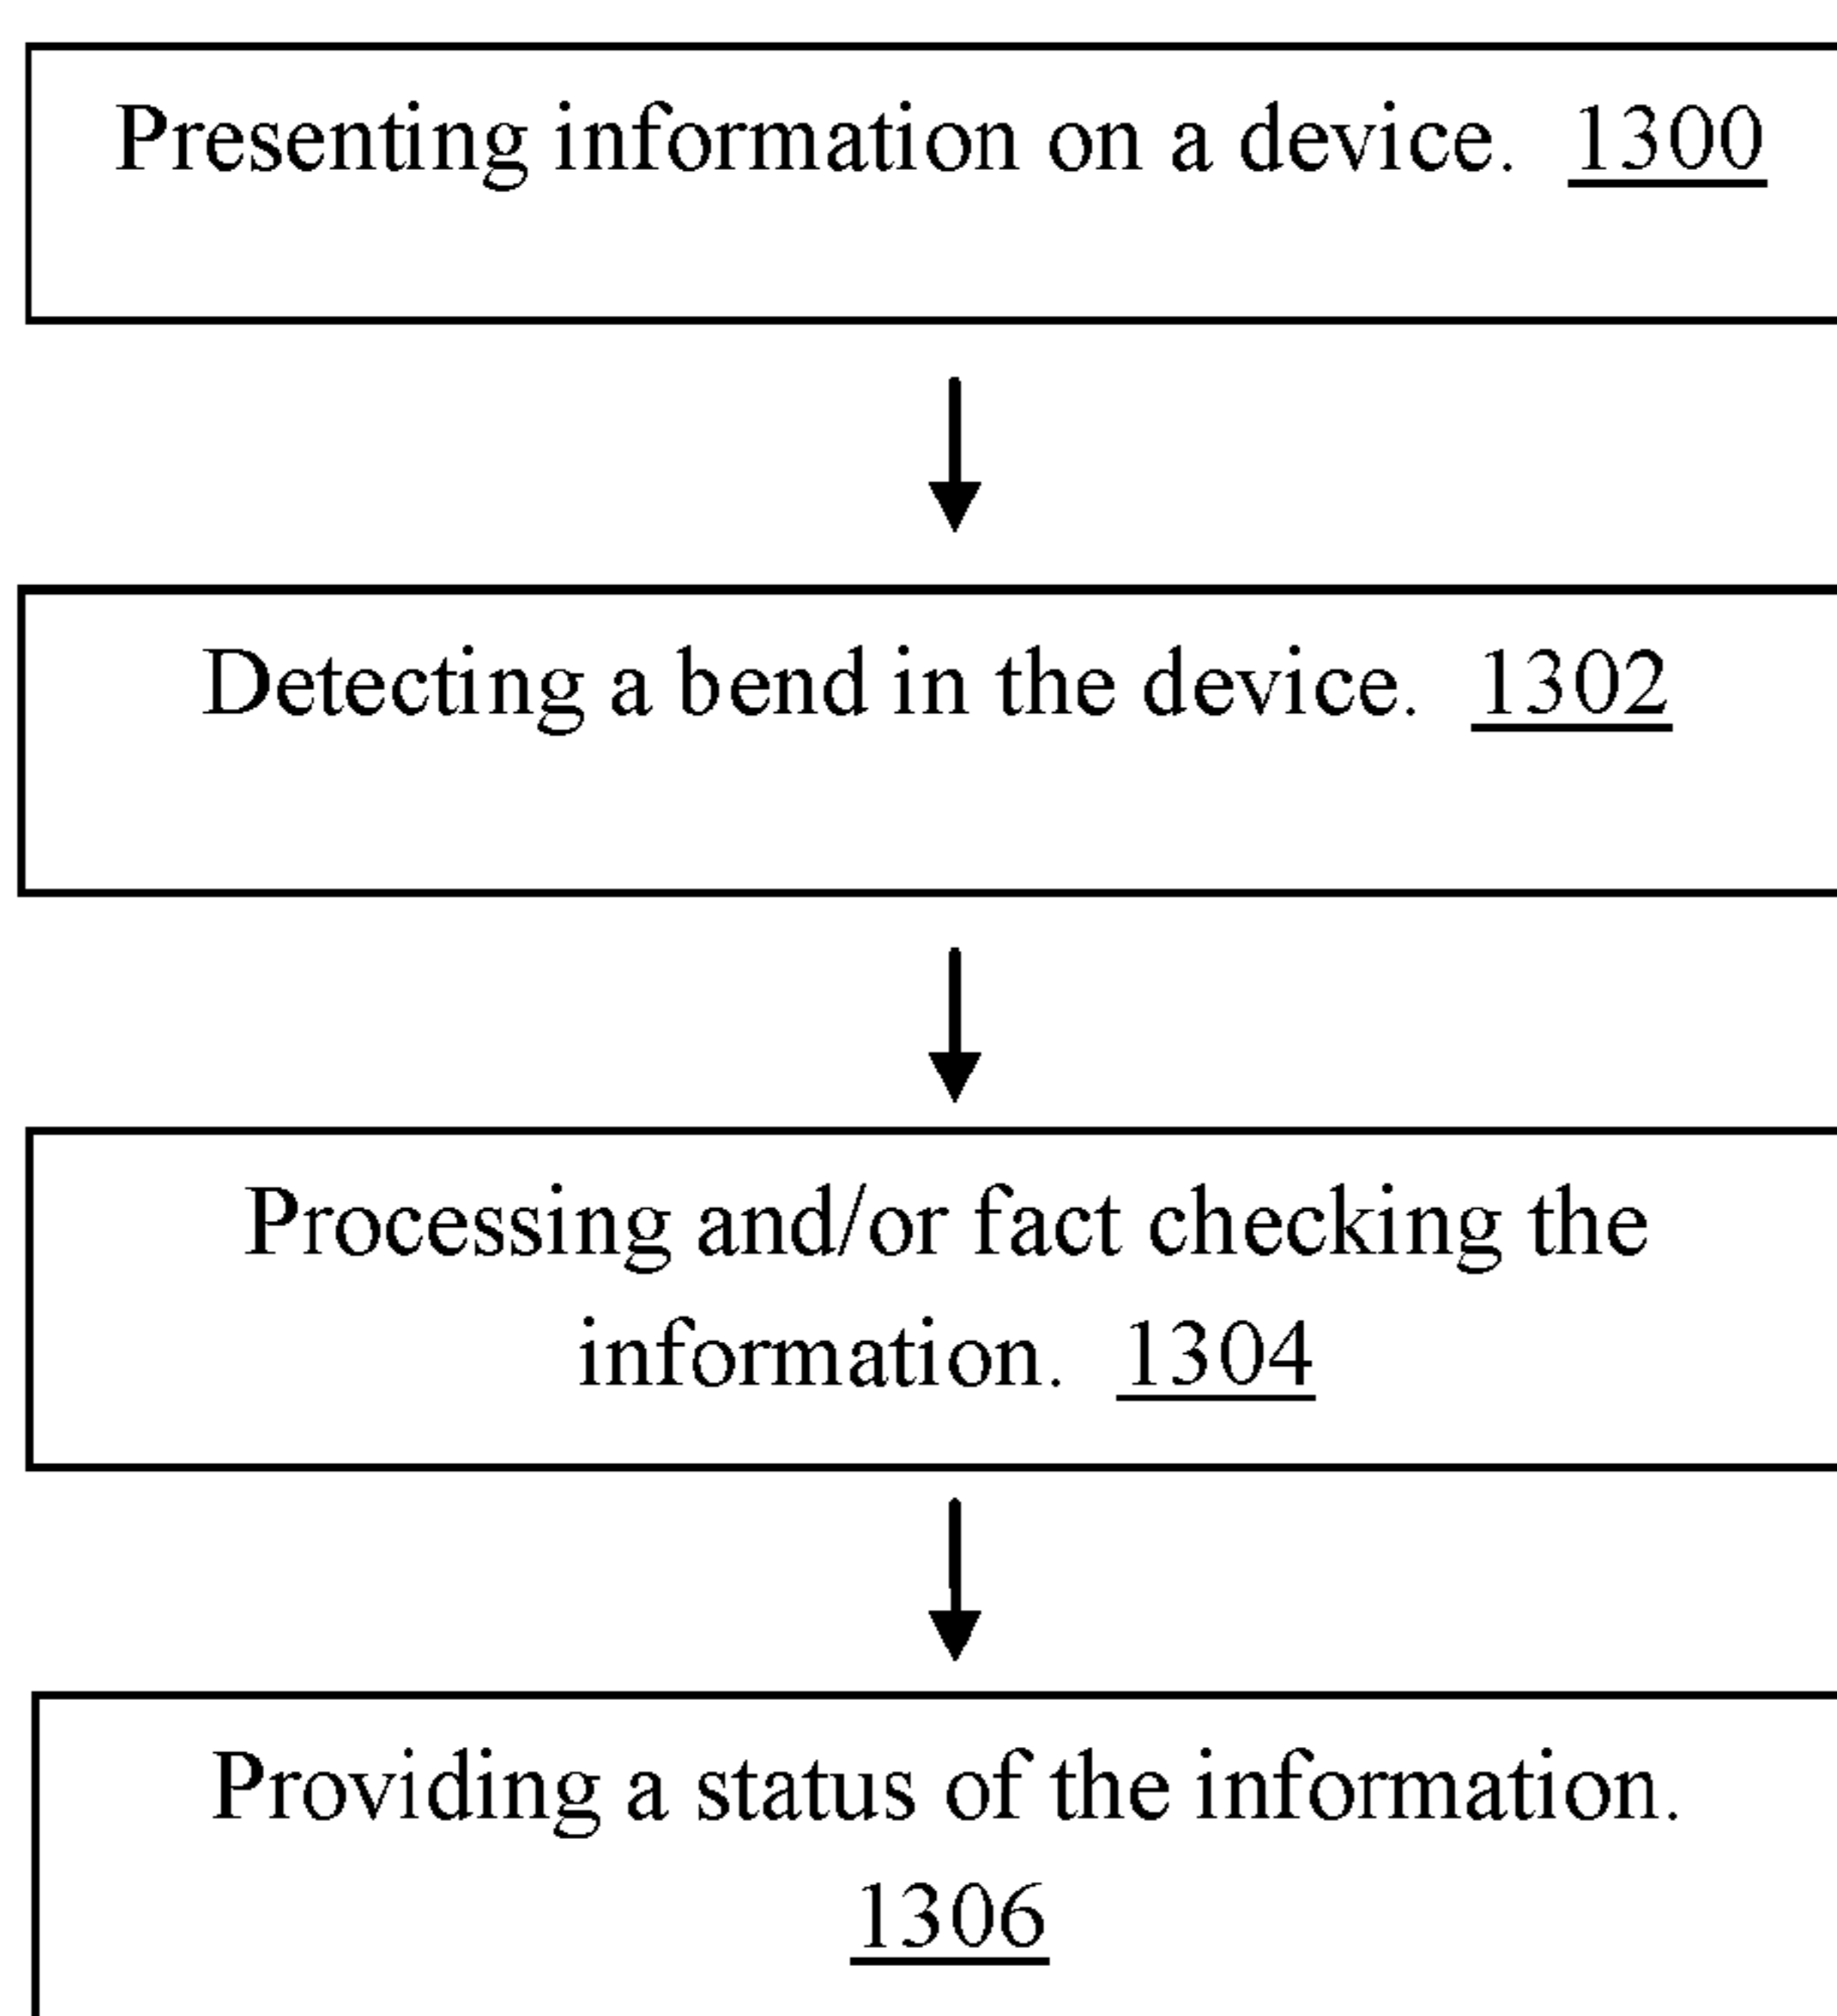 Presenting information on a device. 1300
Detecting a bend in the device. 1302
Processing and/or fact checking the
information. 1304
Providing a status of the information.
1306